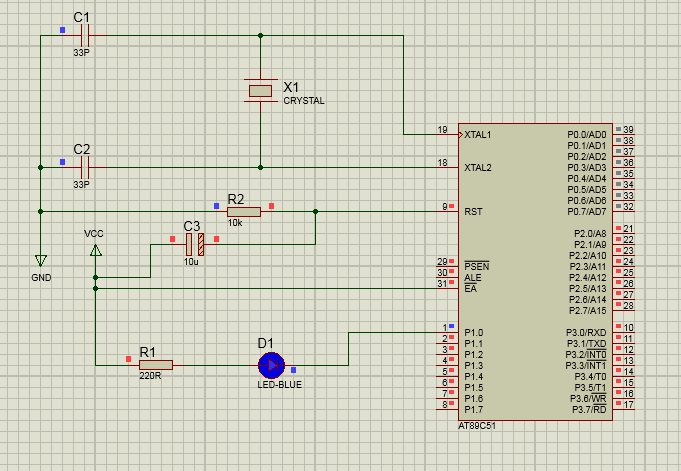 C1
33P
X1
CRYSTAL
C2
33P
R2
10k
C3
10u
VCC
GND
R1
220R
D1
LED-BLUE
19 XTAL1
18 XTAL2
9 RST
29 PSEN
30 ALE
31 EA
1 P1.0
2 P1.1
3 P1.2
4 P1.3
5 P1.4
6 P1.5
7 P1.6
8 P1.7
P0.0/AD0 39
P0.1/AD1 38
P0.2/AD2 37
P0.3/AD3 36
P0.4/AD4 35
P0.5/AD5 34
P0.6/AD6 33
P0.7/AD7 32
P2.0/A8 21
P2.1/A9 22
P2.2/A10 23
P2.3/A11 24
P2.4/A12 25
P2.5/A13 26
P2.6/A14 27
P2.7/A15 28
P3.0/RXD 10
P3.1/TXD 11
P3.2/INT0 12
P3.3/INT1 13
P3.4/T0 14
P3.5/T1 15
P3.6/WR 16
P3.7/RD 17
AT89C51